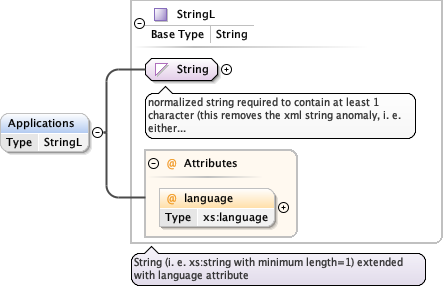 StringL
Base Type String
String
normalized string required to contain at least 1
character (this removes the xml string anomaly, i. e.
either...
Applications
Type StringL
@ Attributes
@ language
Type xs:language
String (i. e. xs:string with minimum length=1) extended
with language attribute